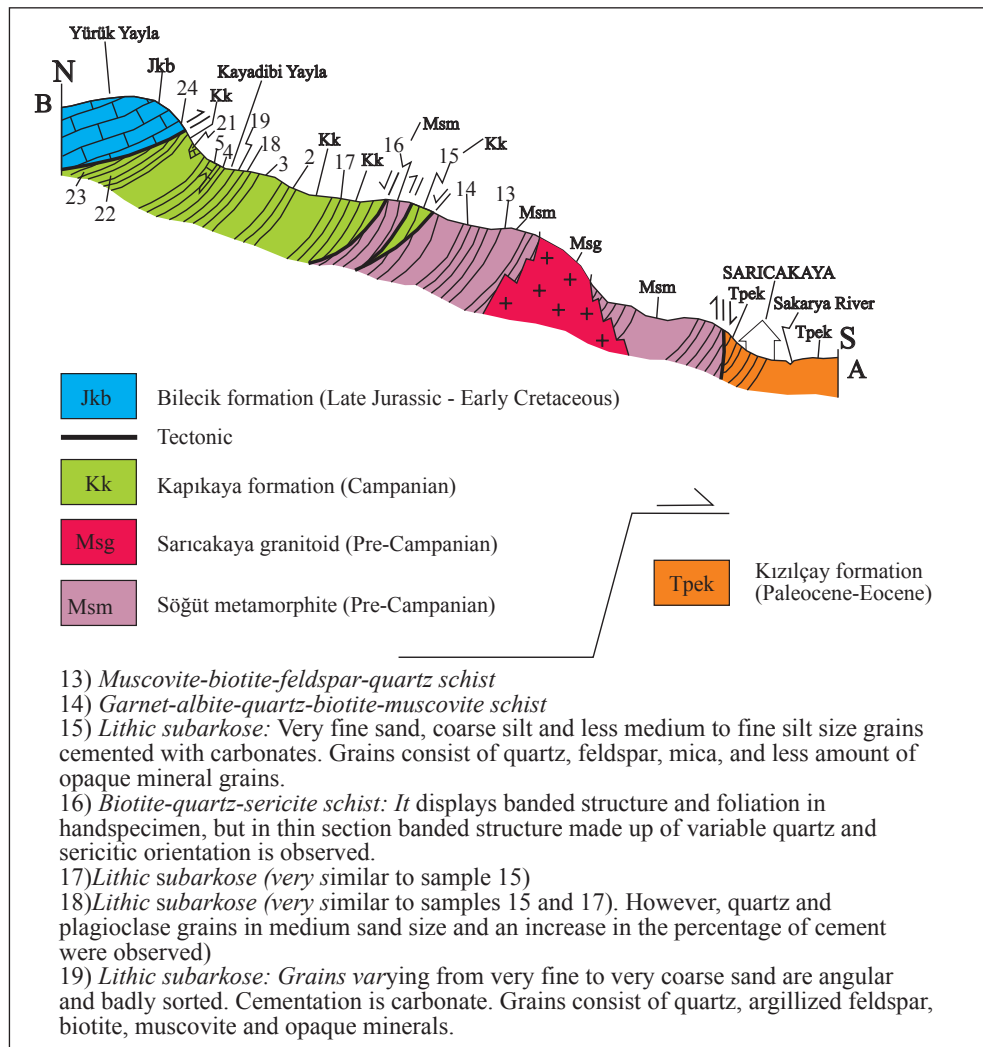 Yürük Yayla
N
B
Jkb
24
Kk
Kayadibi Yayla
21
19
5
4
18
3
2
Kk
17
Kk
16
Msm
15
Kk
14
13
Msm
Msg
Msm
SARICAKAYA
Tpek
Sakarya River
Tpek
S
A
23
22
Jkb Bilecik formation (Late Jurassic - Early Cretaceous)
Tectonic
Kk Kapıkaya formation (Campanian)
Msg Sarıcakaya granitoid (Pre-Campanian)
Msm Söğüt metamorphite (Pre-Campanian)
Tpek Kızılçay formation
(Paleocene-Eocene)
13) Muscovite-biotite-feldspar-quartz schist
14) Garnet-albite-quartz-biotite-muscovite schist
15) Lithic subarkose: Very fine sand, coarse silt and less medium to fine silt size grains
cemented with carbonates. Grains consist of quartz, feldspar, mica, and less amount of
opaque mineral grains.
16) Biotite-quartz-sericite schist: It displays banded structure and foliation in
handspecimen, but in thin section banded structure made up of variable quartz and
sericitic orientation is observed.
17)Lithic subarkose (very similar to sample 15)
18)Lithic subarkose (very similar to samples 15 and 17). However, quartz and
plagioclase grains in medium sand size and an increase in the percentage of cement
were observed)
19) Lithic subarkose: Grains varying from very fine to very coarse sand are angular
and badly sorted. Cementation is carbonate. Grains consist of quartz, argillized feldspar,
biotite, muscovite and opaque minerals.